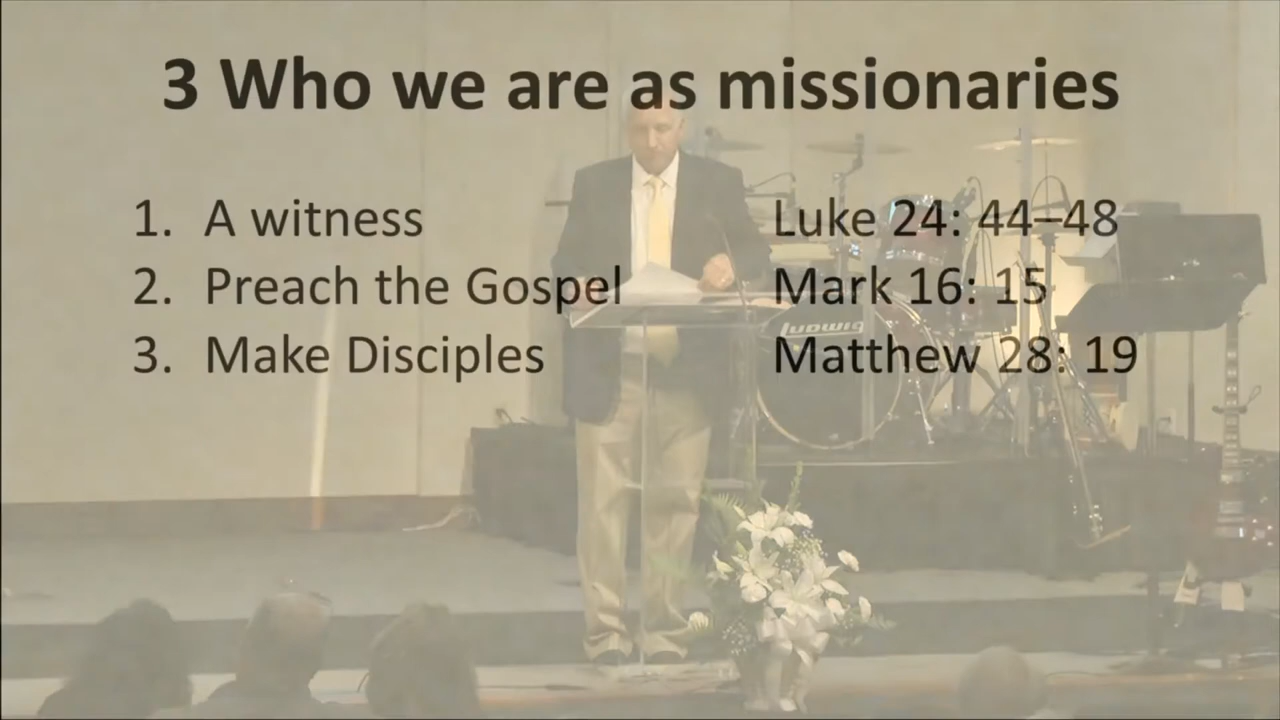 3 Who we are as missionaries
1. A witness Luke 24: 44–48
2. Preach the Gospel Mark 16: 15
3. Make Disciples Matthew 28: 19
Ludwig